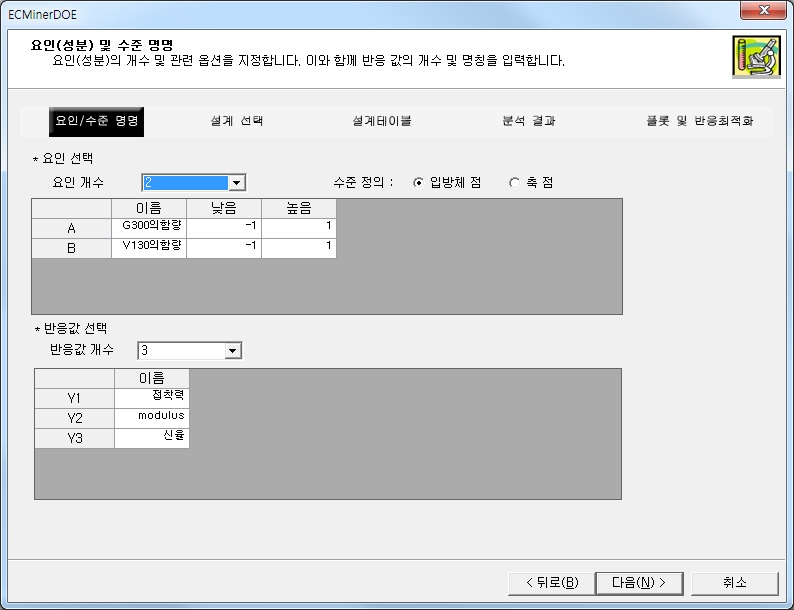 ECMinerDOE
요인(성분) 및 수준 명명
요인(성분)의 개수 및 관련 옵션을 지정합니다. 이와 함께 반응 값의 개수 및 명칭을 입력합니다.
요인/수준 명명 설계 선택 설계테이블 분석 결과 플롯 및 반응최적화
* 요인 선택
요인 개수 2 수준 정의 : 입방체 점 축 점
이름 낮음 높음
A G300의함량 -1 1
B V130의함량 -1 1
* 반응값 선택
반응값 개수 3
이름
Y1 접착력
Y2 modulus
Y3 신율
< 뒤로(B) 다음(N) > 취소